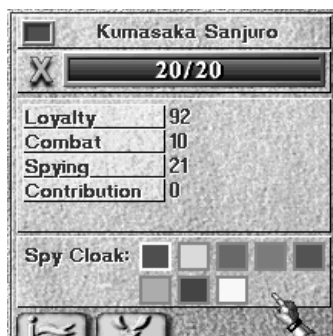 Kumasaka Sanjuro
20/20
Loyalty 92
Combat 10
Spying 21
Contribution 0
Spy Cloak: